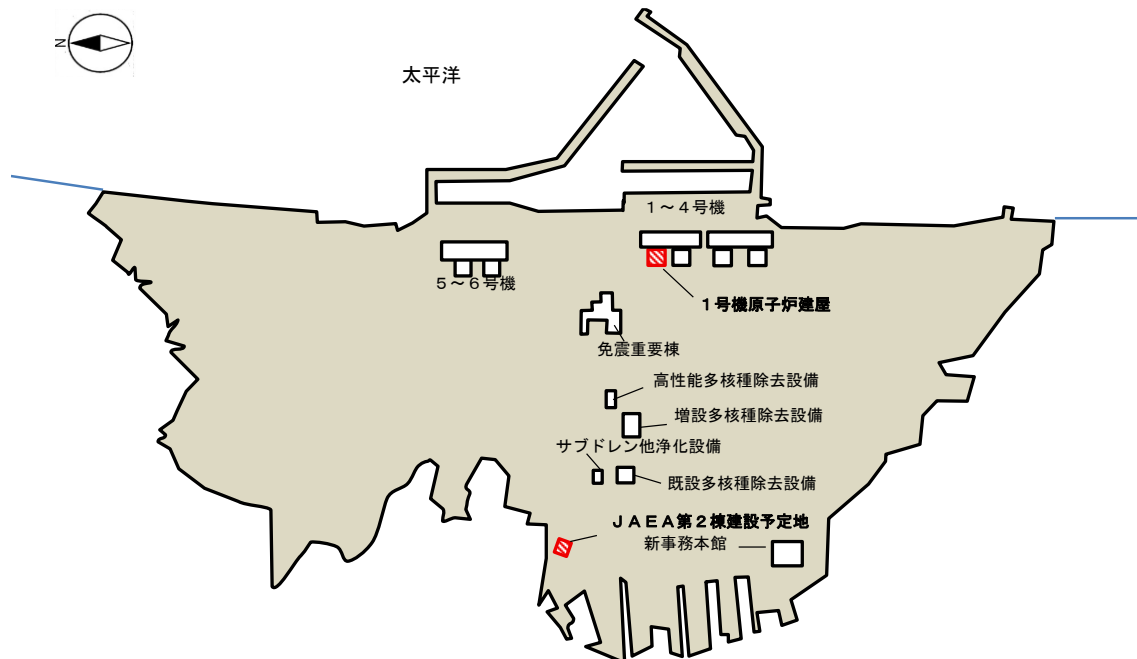 N
太平洋
１～４号機
５～６号機
１号機原子炉建屋
免震重要棟
高性能多核種除去設備
増設多核種除去設備
サブドレン他浄化設備
既設多核種除去設備
ＪＡＥＡ第２棟建設予定地
新事務本館